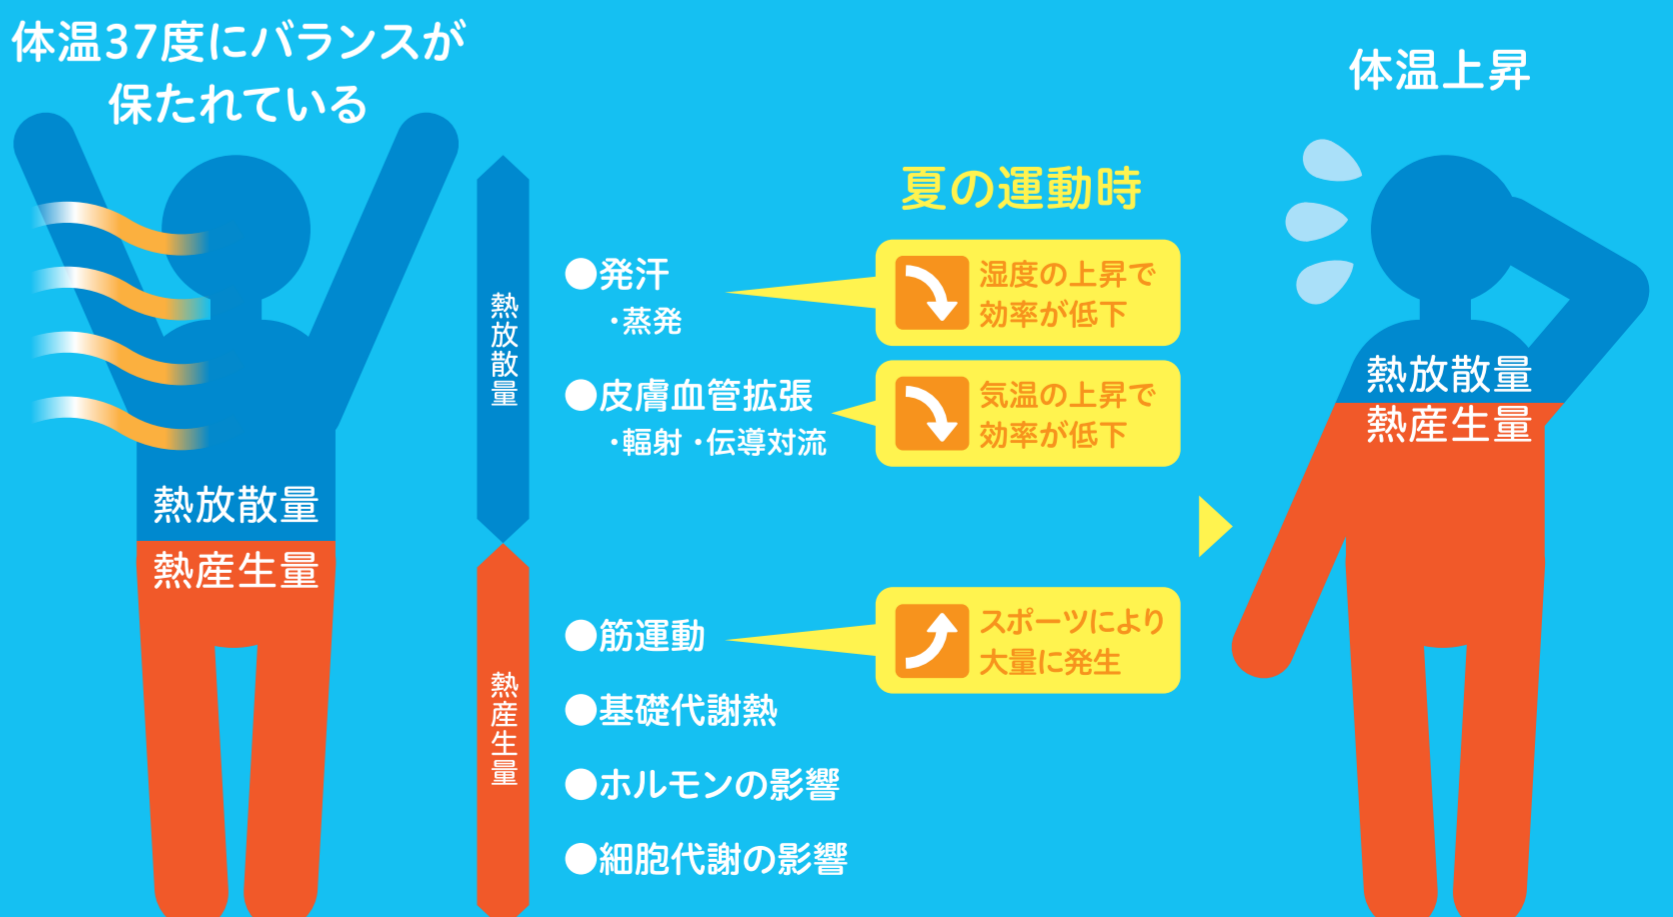 体温37度にバランスが
保たれている
熱放散量
熱産生量
熱放散量
熱産生量
●発汗
・蒸発
●皮膚血管拡張
・輻射・伝導対流
●筋運動
●基礎代謝熱
●ホルモンの影響
●細胞代謝の影響
夏の運動時
湿度の上昇で
効率が低下
気温の上昇で
効率が低下
スポーツにより
大量に発生
体温上昇
熱放散量
熱産生量